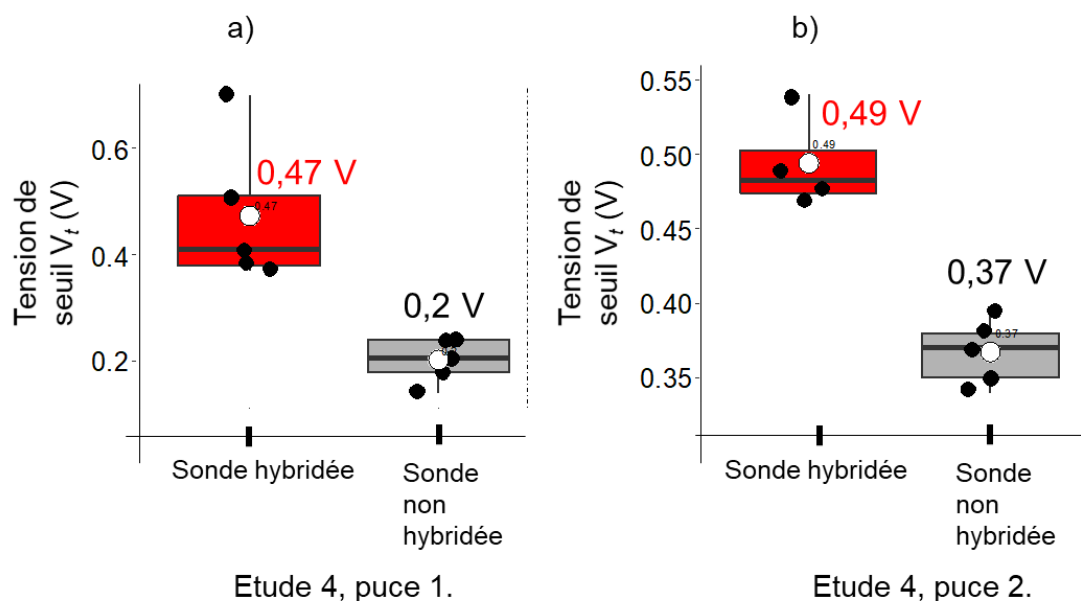 a)
Tension de
seuil Vt (V)
0.6
0.4
0.2
0,47 V
0.47
0,2 V
Sonde hybridée
Sonde
non
hybridée
Etude 4, puce 1.
b)
Tension de
seuil Vt (V)
0.55
0.50
0.45
0.40
0.35
0,49 V
0.49
0,37 V
0.37
Sonde hybridée
Sonde
non
hybridée
Etude 4, puce 2.